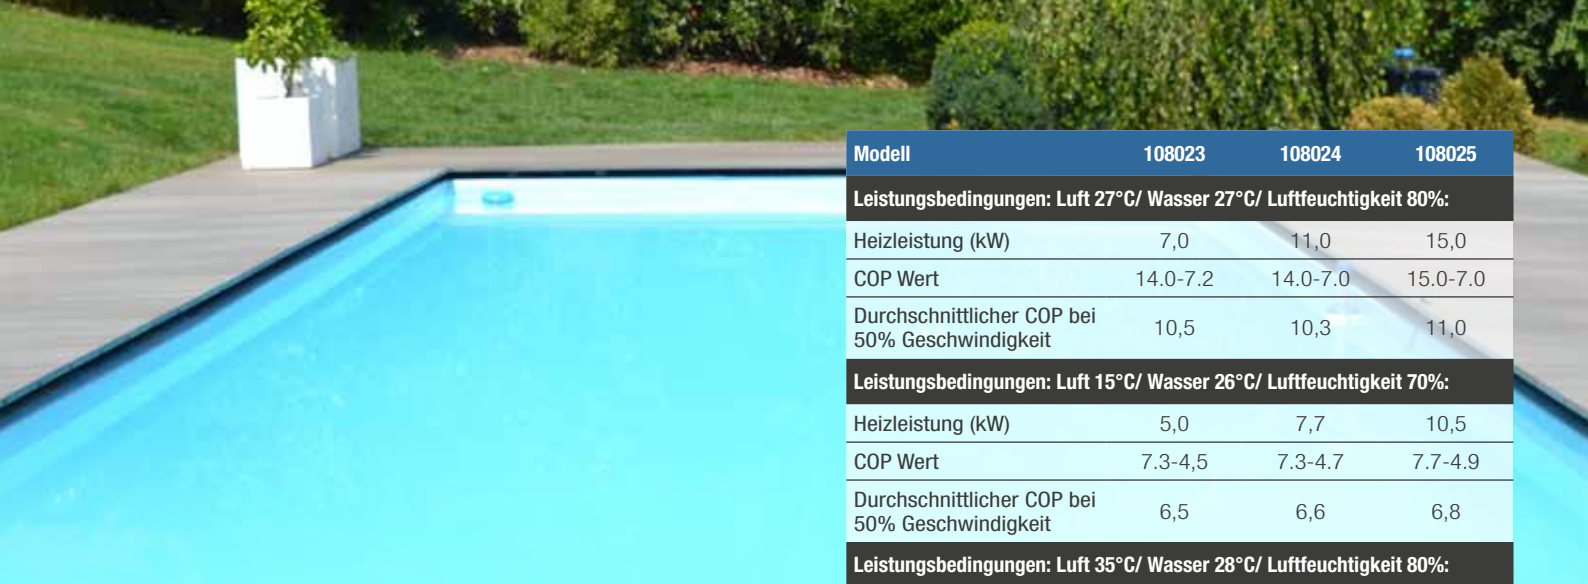 Modell 108023 108024 108025
Leistungsbedingungen: Luft 27°C/ Wasser 27°C/ Luftfeuchtigkeit 80%:
Heizleistung (kW) 7,0 11,0 15,0
COP Wert 14.0-7.2 14.0-7.0 15.0-7.0
Durchschnittlicher COP bei
50% Geschwindigkeit 10,5 10,3 11,0
Leistungsbedingungen: Luft 15°C/ Wasser 26°C/ Luftfeuchtigkeit 70%:
Heizleistung (kW) 5,0 7,7 10,5
COP Wert 7.3-4,5 7.3-4.7 7.7-4.9
Durchschnittlicher COP bei
50% Geschwindigkeit 6,5 6,6 6,8
Leistungsbedingungen: Luft 35°C/ Wasser 28°C/ Luftfeuchtigkeit 80%: